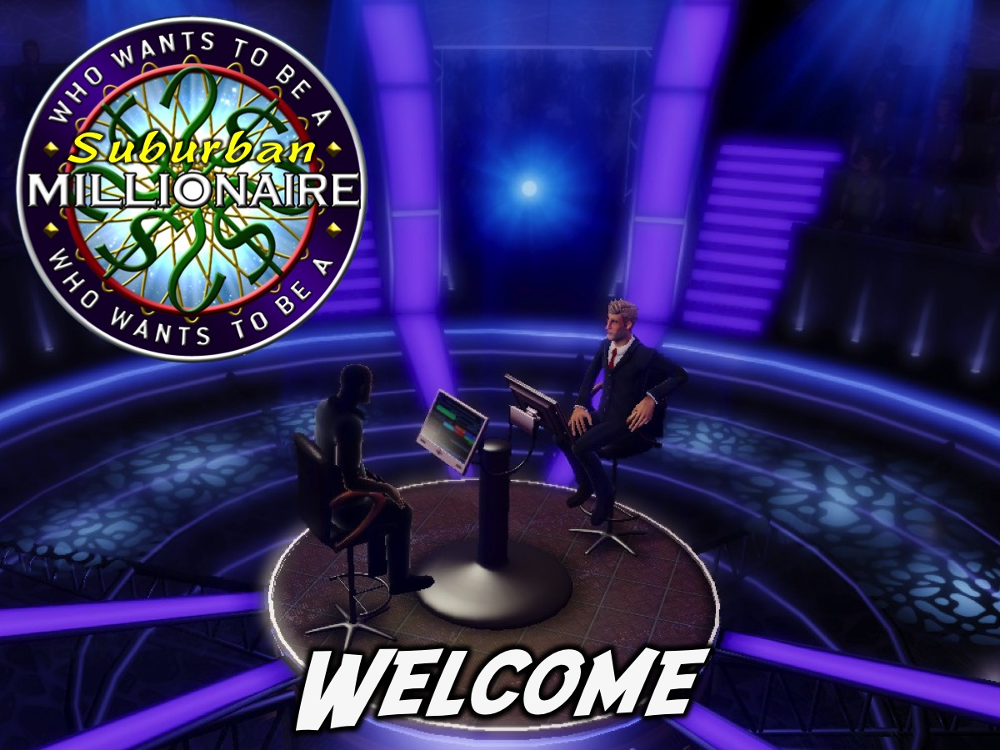 WHO WANTS TO BE A
Suburban
MILLIONAIRE
WHO WANTS TO BE A
WELCOME